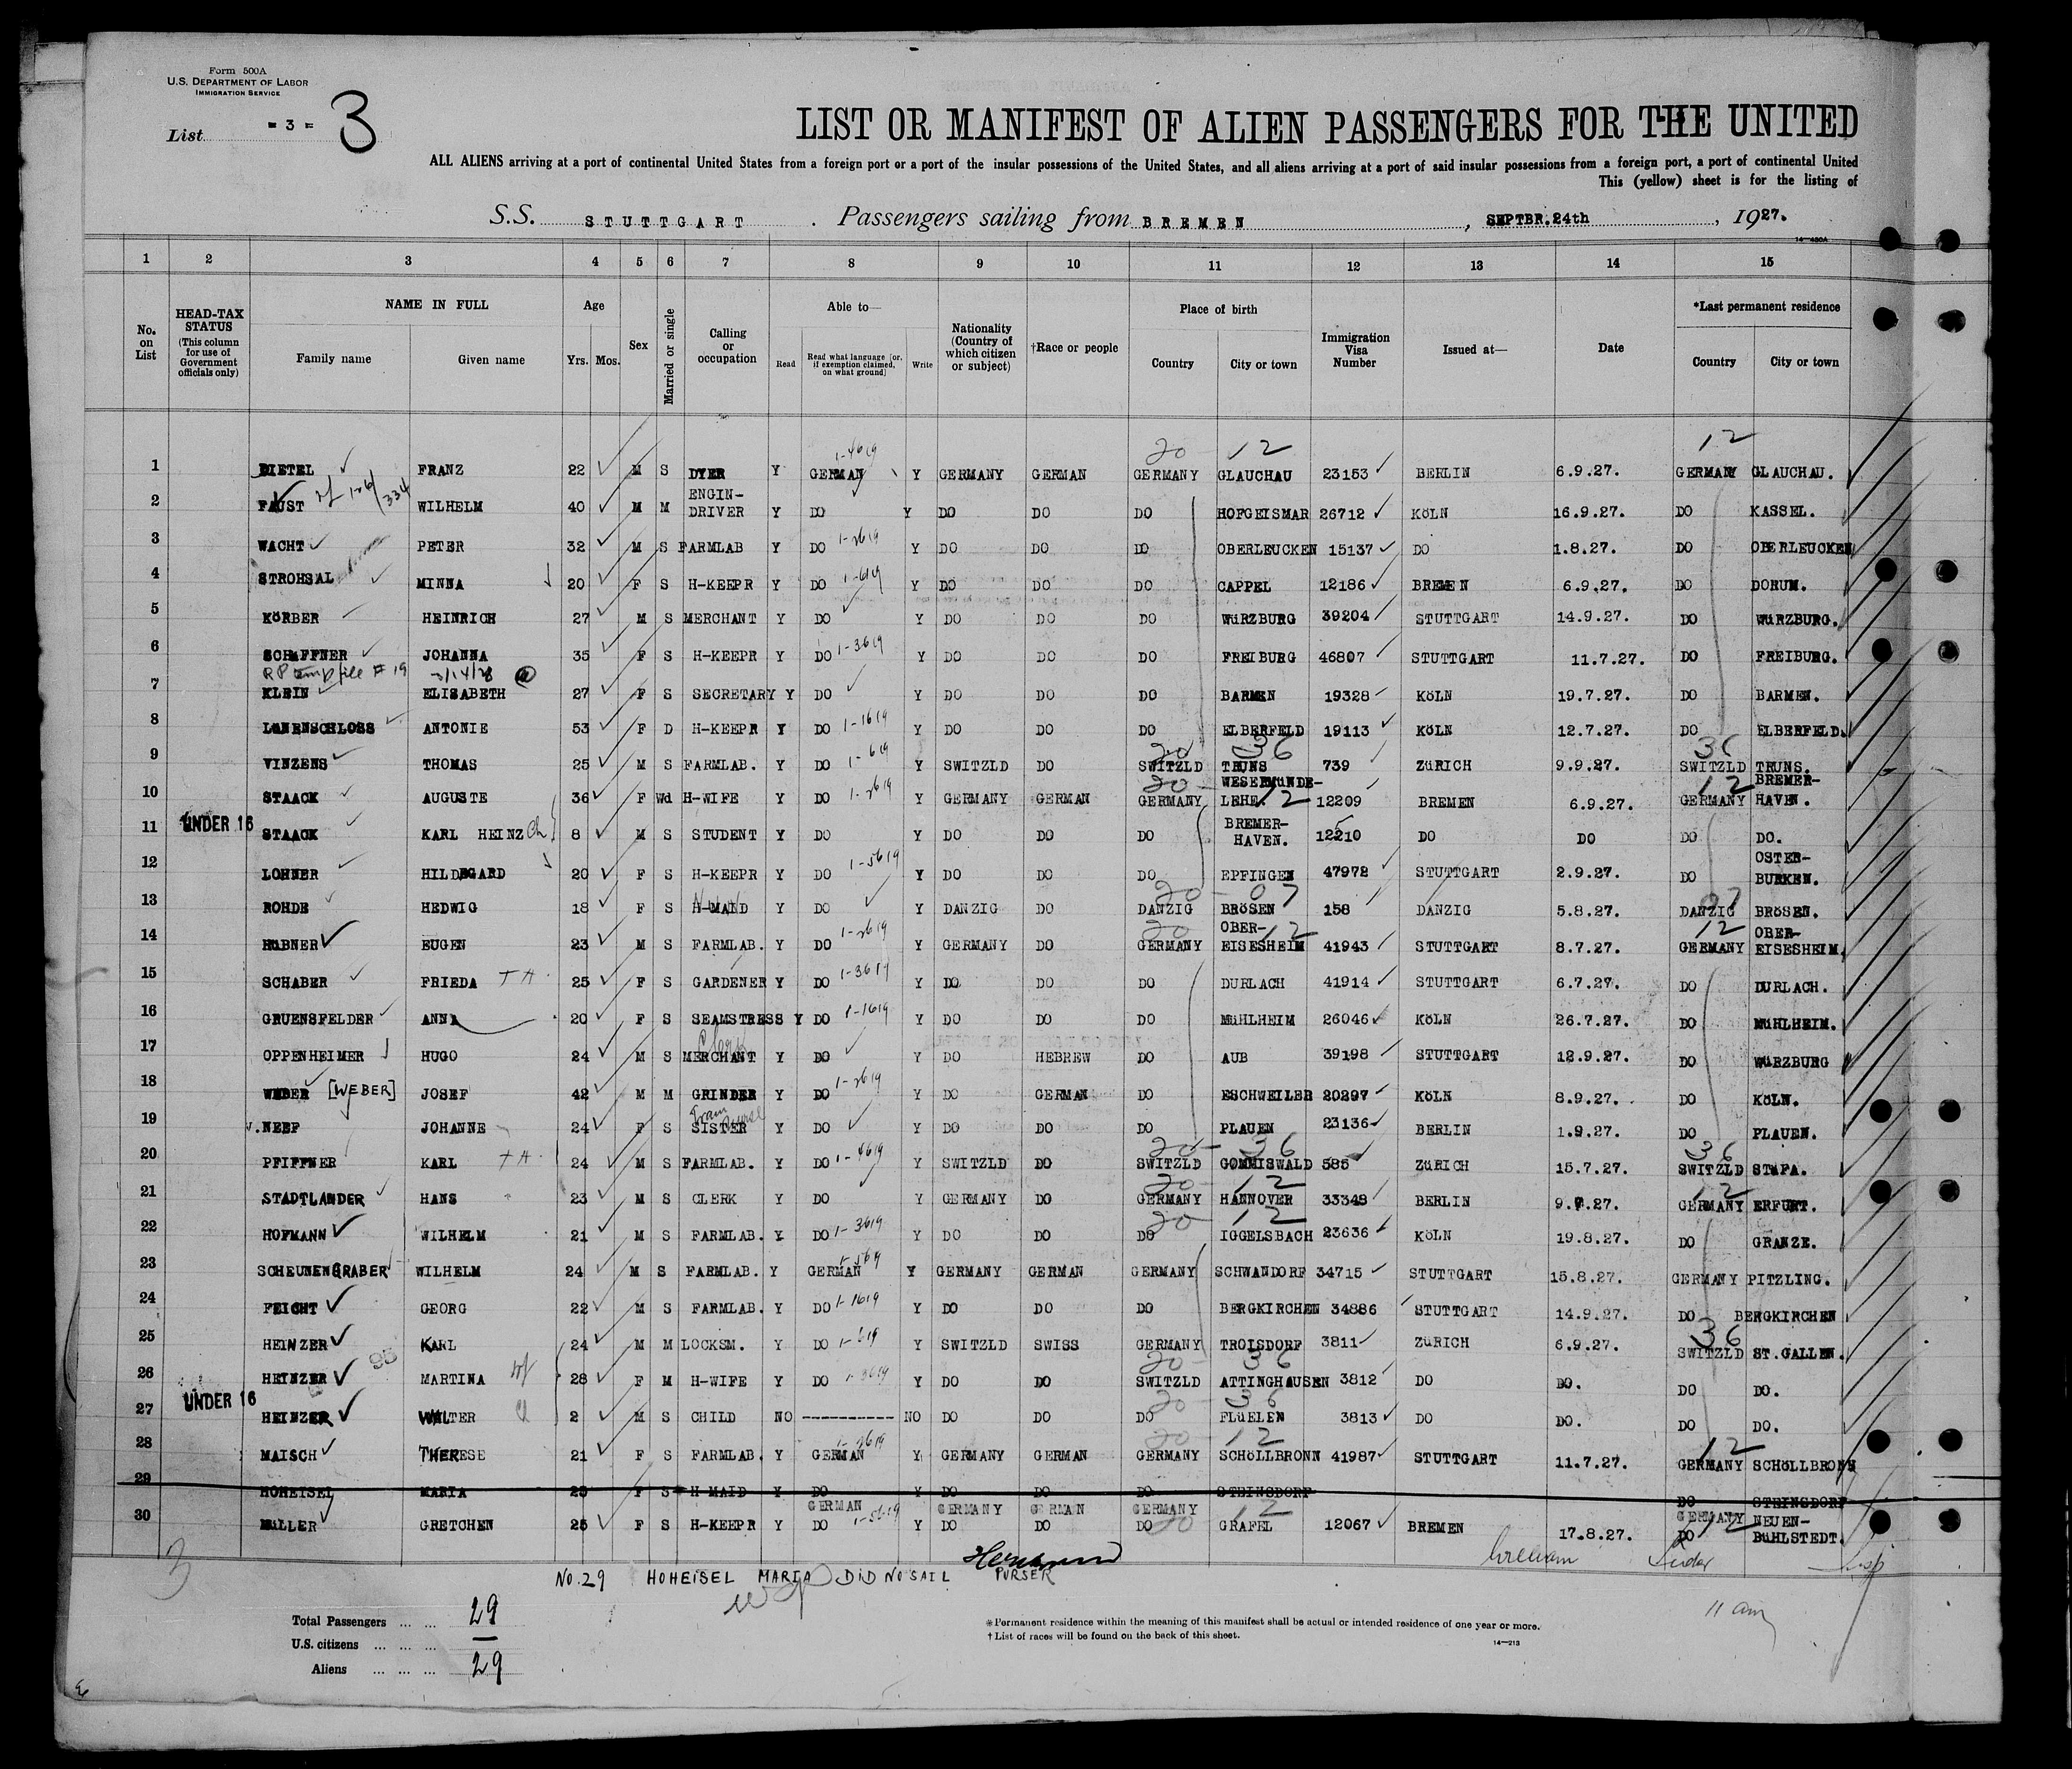 Form 500A
U.S. DEPARTMENT OF LABOR
IMMIGRATION SERVICE
List = 3 = 3
LIST OR MANIFEST OF ALIEN PASSENGERS FOR THE UNITED
ALL ALIENS arriving at a port of continental United States from a foreign port or a port of the insular possessions of the United States, and all aliens arriving at a port of said insular possessions from a foreign port, a port of continental United
This (yellow) sheet is for the listing of
S.S. STUTTGART . Passengers sailing from BREMEN , SEPTBR. 24th , 1927.
14-480A
1 2 3 4 5 6 7 8 9 10 11 12 13 14 15
No. on List
HEAD-TAX STATUS (This column for use of Government officials only)
NAME IN FULL
Family name
Given name
Age
Yrs. Mos.
Sex
Married or single
Calling or occupation
Able to—
Read
Read what language [or, if exemption claimed, on what ground]
Write
Nationality (Country of which citizen or subject)
†Race or people
Place of birth
Country
City or town
Immigration Visa Number
Issued at—
Date
*Last permanent residence
Country
City or town
20 12 12
1 DIETEL FRANZ 22 M S DYER Y GERMAN Y GERMANY GERMAN GERMANY GLAUCHAU 23153 BERLIN 6.9.27. GERMANY GLAUCHAU.
2 FAUST WILHELM 40 M M ENGIN-DRIVER Y DO Y DO DO DO HOFGEISMAR 26712 KÖLN 16.9.27. DO KASSEL.
3 WACHT PETER 32 M S FARMLAB Y DO Y DO DO DO OBERLEUCKEN 15137 DO 1.8.27. DO OBERLEUCKEN
4 STROHSAL MINNA 20 F S H-KEEPR Y DO Y DO DO DO CAPPEL 12186 BREMEN 6.9.27. DO DORUM.
5 KÖRBER HEINRICH 27 M S MERCHANT Y DO Y DO DO DO WÜRZBURG 39204 STUTTGART 14.9.27. DO WÜRZBURG.
6 SCHAFFNER JOHANNA 35 F S H-KEEPR Y DO Y DO DO DO FREIBURG 46807 STUTTGART 11.7.27. DO FREIBURG.
7 KLEIN ELISABETH 27 F S SECRETARY Y DO Y DO DO DO BARMEN 19328 KÖLN 19.7.27. DO BARMEN.
8 ANTONIE 53 F D H-KEEPR Y DO Y DO DO DO ELBERFELD 19113 KÖLN 12.7.27. DO ELBERFELD.
9 VINZENS THOMAS 25 M S FARMLAB. Y DO Y SWITZLD DO SWITZLD TRUNS 739 ZÜRICH 9.9.27. SWITZLD TRUNS.
10 STAACK AUGUSTE 36 F Wd H-WIFE Y DO Y GERMANY GERMAN GERMANY WESERMÜNDE-LEHE 12209 BREMEN 6.9.27. GERMANY BREMER-HAVEN.
UNDER 16
11 STAACK KARL HEINZ 8 M S STUDENT Y DO Y DO DO DO BREMER-HAVEN. 12210 DO DO DO DO.
12 LOHNER HILDEGARD 20 F S H-KEEPR Y DO Y DO DO DO EPFINGEN 47972 STUTTGART 2.9.27. DO OSTER-BURKEN.
13 ROHDE HEDWIG 18 F S H-MAID Y DO Y DANZIG DO DANZIG BRÖSEN 158 DANZIG 5.8.27. DANZIG BRÖSEN.
14 HÜBNER EUGEN 23 M S FARMLAB. Y DO Y GERMANY DO GERMANY OBER-EISESHEIM 41943 STUTTGART 8.7.27. GERMANY OBER-EISESHEIM.
15 SCHABER FRIEDA 25 F S GARDENER Y DO Y DO DO DO DURLACH 41914 STUTTGART 6.7.27. DO DURLACH.
16 GRUENSFELDER ANNA 20 F S SEAMSTRESS Y DO Y DO DO DO MÜHLHEIM 26046 KÖLN 26.7.27. DO MÜHLHEIM.
17 OPPENHEIMER HUGO 24 M S MERCHANT Y DO Y DO HEBREW DO AUB 39198 STUTTGART 12.9.27. DO WÜRZBURG
18 WEBER [WEBER] JOSEF 42 M M GRINDER Y DO Y DO GERMAN DO ESCHWEILER 20297 KÖLN 8.9.27. DO KÖLN.
19 NEEF JOHANNE 24 F S SISTER Y DO Y DO DO DO PLAUEN 23136 BERLIN 1.9.27. DO PLAUEN.
20 PFIFFNER KARL 24 M S FARMLAB. Y DO Y SWITZLD DO SWITZLD GOMMISWALD 585 ZÜRICH 15.7.27. SWITZLD STÄFA.
21 STADTLANDER HANS 23 M S CLERK Y DO Y GERMANY DO GERMANY HANNOVER 33348 BERLIN GERMANY ERFURT.
22 HOFMANN WILHELM 21 M S FARMLAB. Y DO Y DO DO DO IGGELSBACH 23636 KÖLN 19.8.27. DO GRANZE.
23 SCHEUNENGRABER WILHELM 24 M S FARMLAB. Y GERMAN Y GERMANY GERMAN GERMANY SCHWANDORF 34715 STUTTGART 15.8.27. GERMANY PITZLING.
24 FEICHT GEORG 22 M S FARMLAB. Y DO Y DO DO DO BERGKIRCHEN 34886 STUTTGART 14.9.27. DO BERGKIRCHEN
25 HEINZER KARL 24 M M LOCKSM. Y DO Y SWITZLD SWISS GERMANY TROISDORF 3811 ZÜRICH 6.9.27. SWITZLD ST.GALLEN.
26 HEINZER MARTINA 28 F M H-WIFE Y DO Y DO DO SWITZLD ATTINGHAUSEN 3812 DO DO. DO DO.
UNDER 16
27 HEINZER WALTER 2 M S CHILD NO ---------- NO DO DO DO FLÜELEN 3813 DO DO. DO DO.
28 MAISCH THERESE 21 F S FARMLAB. Y GERMAN Y GERMANY GERMAN GERMANY SCHÖLLBRONN 41987 STUTTGART 11.7.27. GERMANY SCHÖLLBRONN
29 HOHEISEL MARIA 23 F S H-MAID Y DO Y DO DO DO STEINSDORF DO STEINSDORF
GERMAN GERMANY GERMAN GERMANY GERMANY
30 MÜLLER GRETCHEN 25 F S H-KEEPR Y DO Y DO DO DO GRAFEL 12067 BREMEN 17.8.27. DO NEUEN-BÜHLSTEDT.
No. 29 HOHEISEL MARIA DID NO SAIL PURSER
Total Passengers ... ... 29
U.S. citizens ... ... ... —
Aliens ... ... ... 29
*Permanent residence within the meaning of this manifest shall be actual or intended residence of one year or more.
†List of races will be found on the back of this sheet.
14-213
11 am